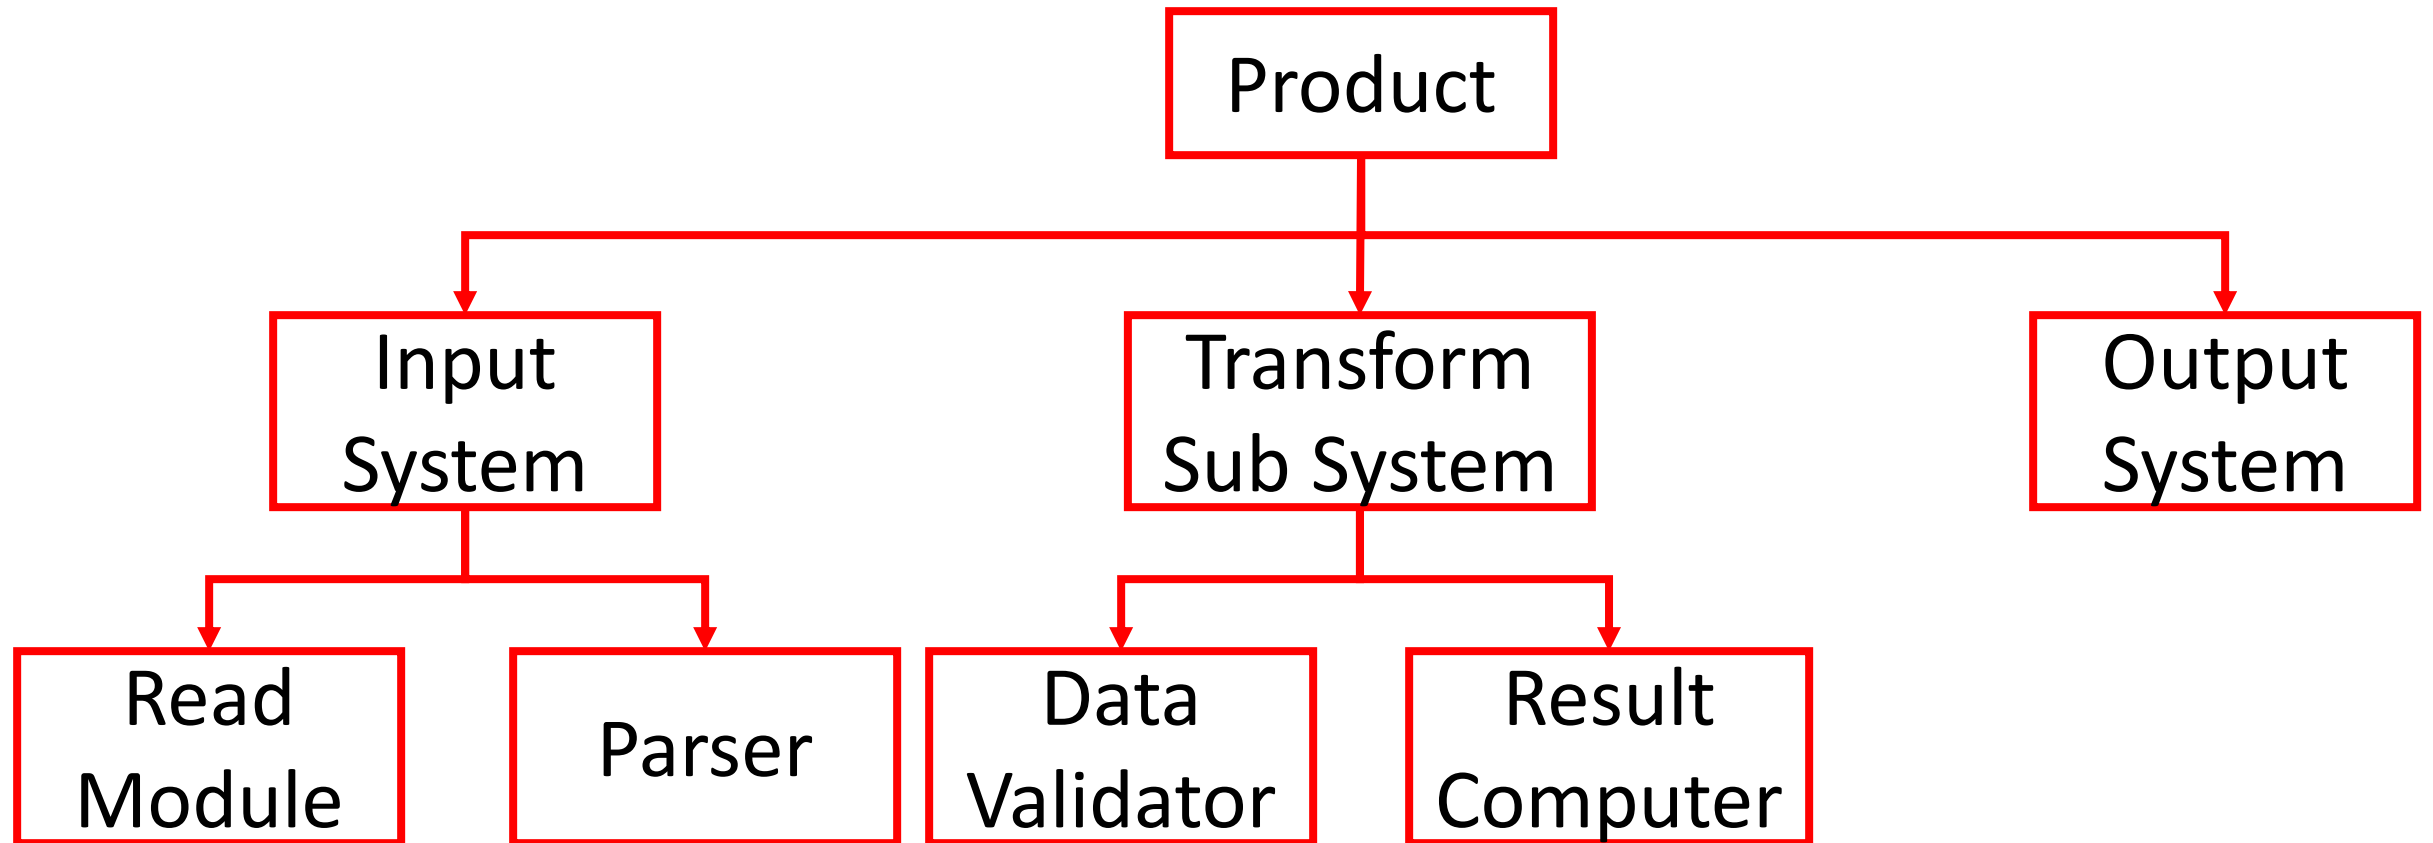 Product
Input
System
Transform
Sub System
Output
System
Read
Module
Parser
Data
Validator
Result
Computer